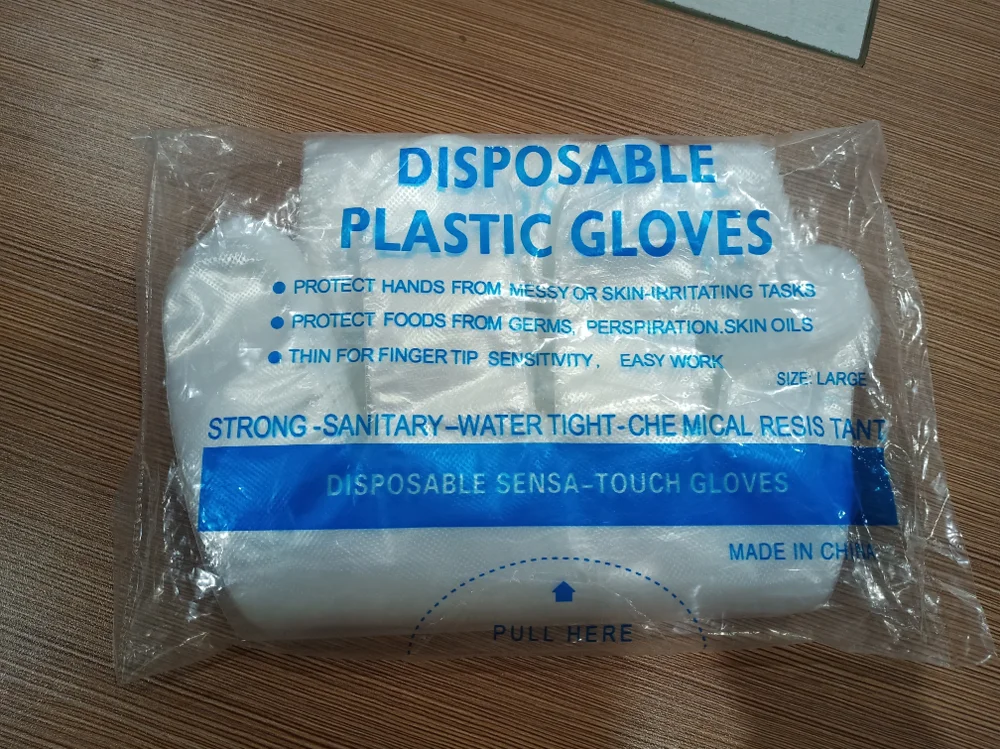 DISPOSABLE
PLASTIC GLOVES
● PROTECT HANDS FROM MESSY OR SKIN-IRRITATING TASKS
● PROTECT FOODS FROM GERMS, PERSPIRATION.SKIN OILS
● THIN FOR FINGER TIP SENSITIVITY, EASY WORK
SIZE: LARGE
STRONG-SANITARY-WATER TIGHT-CHE MICAL RESIS TANT
DISPOSABLE SENSA-TOUCH GLOVES
MADE IN CHINA
PULL HERE